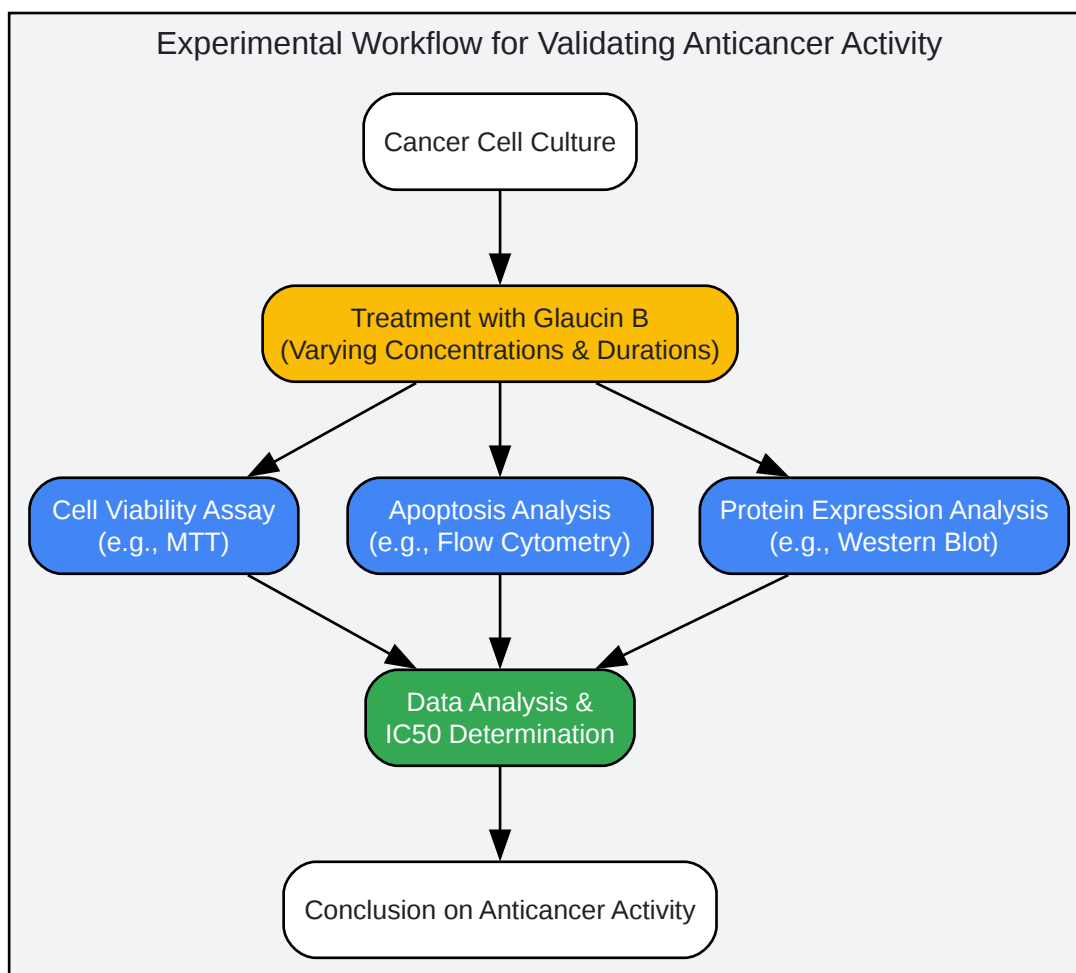 Experimental Workflow for Validating Anticancer Activity
Cancer Cell Culture
Treatment with Glaucin B
(Varying Concentrations & Durations)
Cell Viability Assay
(e.g., MTT)
Apoptosis Analysis
(e.g., Flow Cytometry)
Protein Expression Analysis
(e.g., Western Blot)
Data Analysis &
IC50 Determination
Conclusion on Anticancer Activity